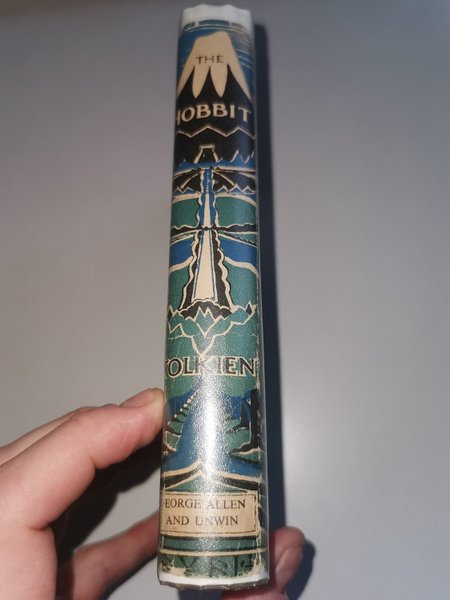 THE
HOBBIT
TOLKIEN
GEORGE ALLEN
AND UNWIN